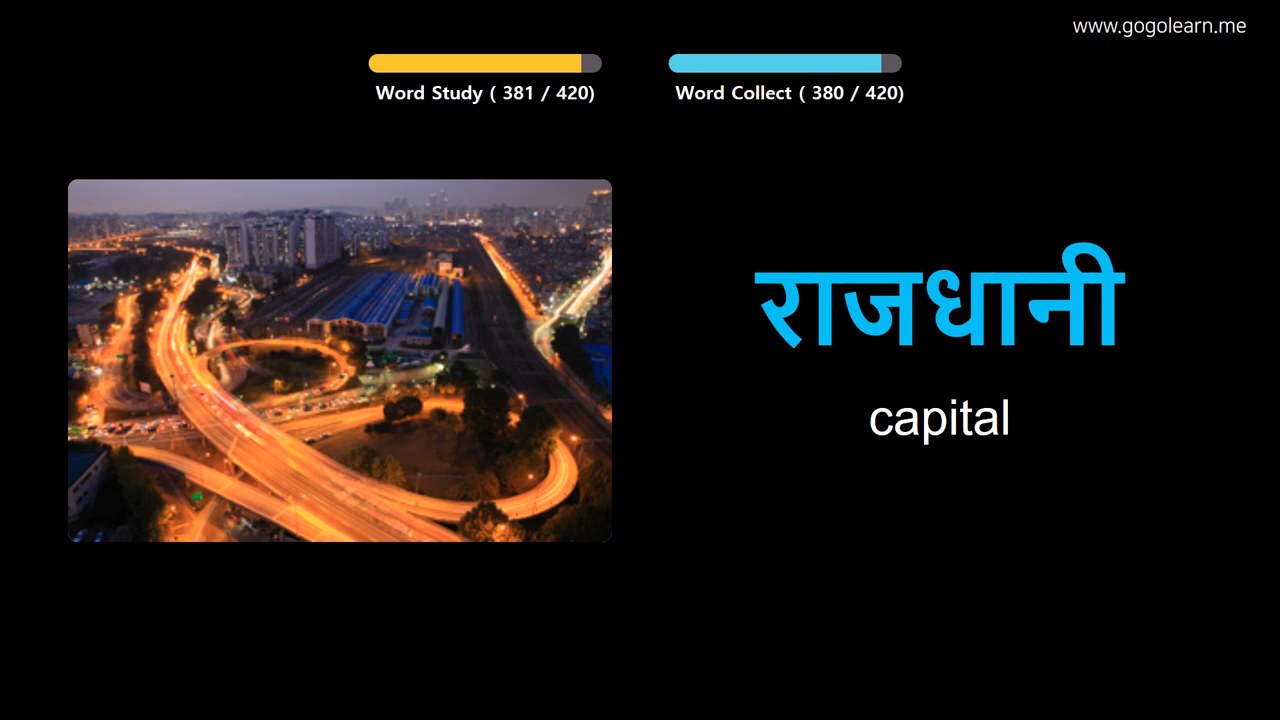 www.gogolearn.me
Word Study ( 381 / 420)
Word Collect ( 380 / 420)
राजधानी
capital